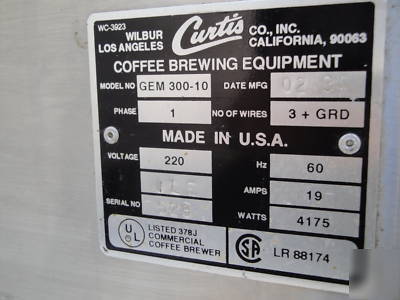 WC-3923
WILBUR Curtis CO., INC.
LOS ANGELES CALIFORNIA, 90063
COFFEE BREWING EQUIPMENT
MODEL NO GEM 300-10 DATE MFG
PHASE 1 NO OF WIRES 3 + GRD
MADE IN U.S.A.
VOLTAGE 220 Hz 60
AMPS 19
SERIAL NO WATTS 4175
UL LISTED 378J
COMMERCIAL
COFFEE BREWER
SA LR 88174